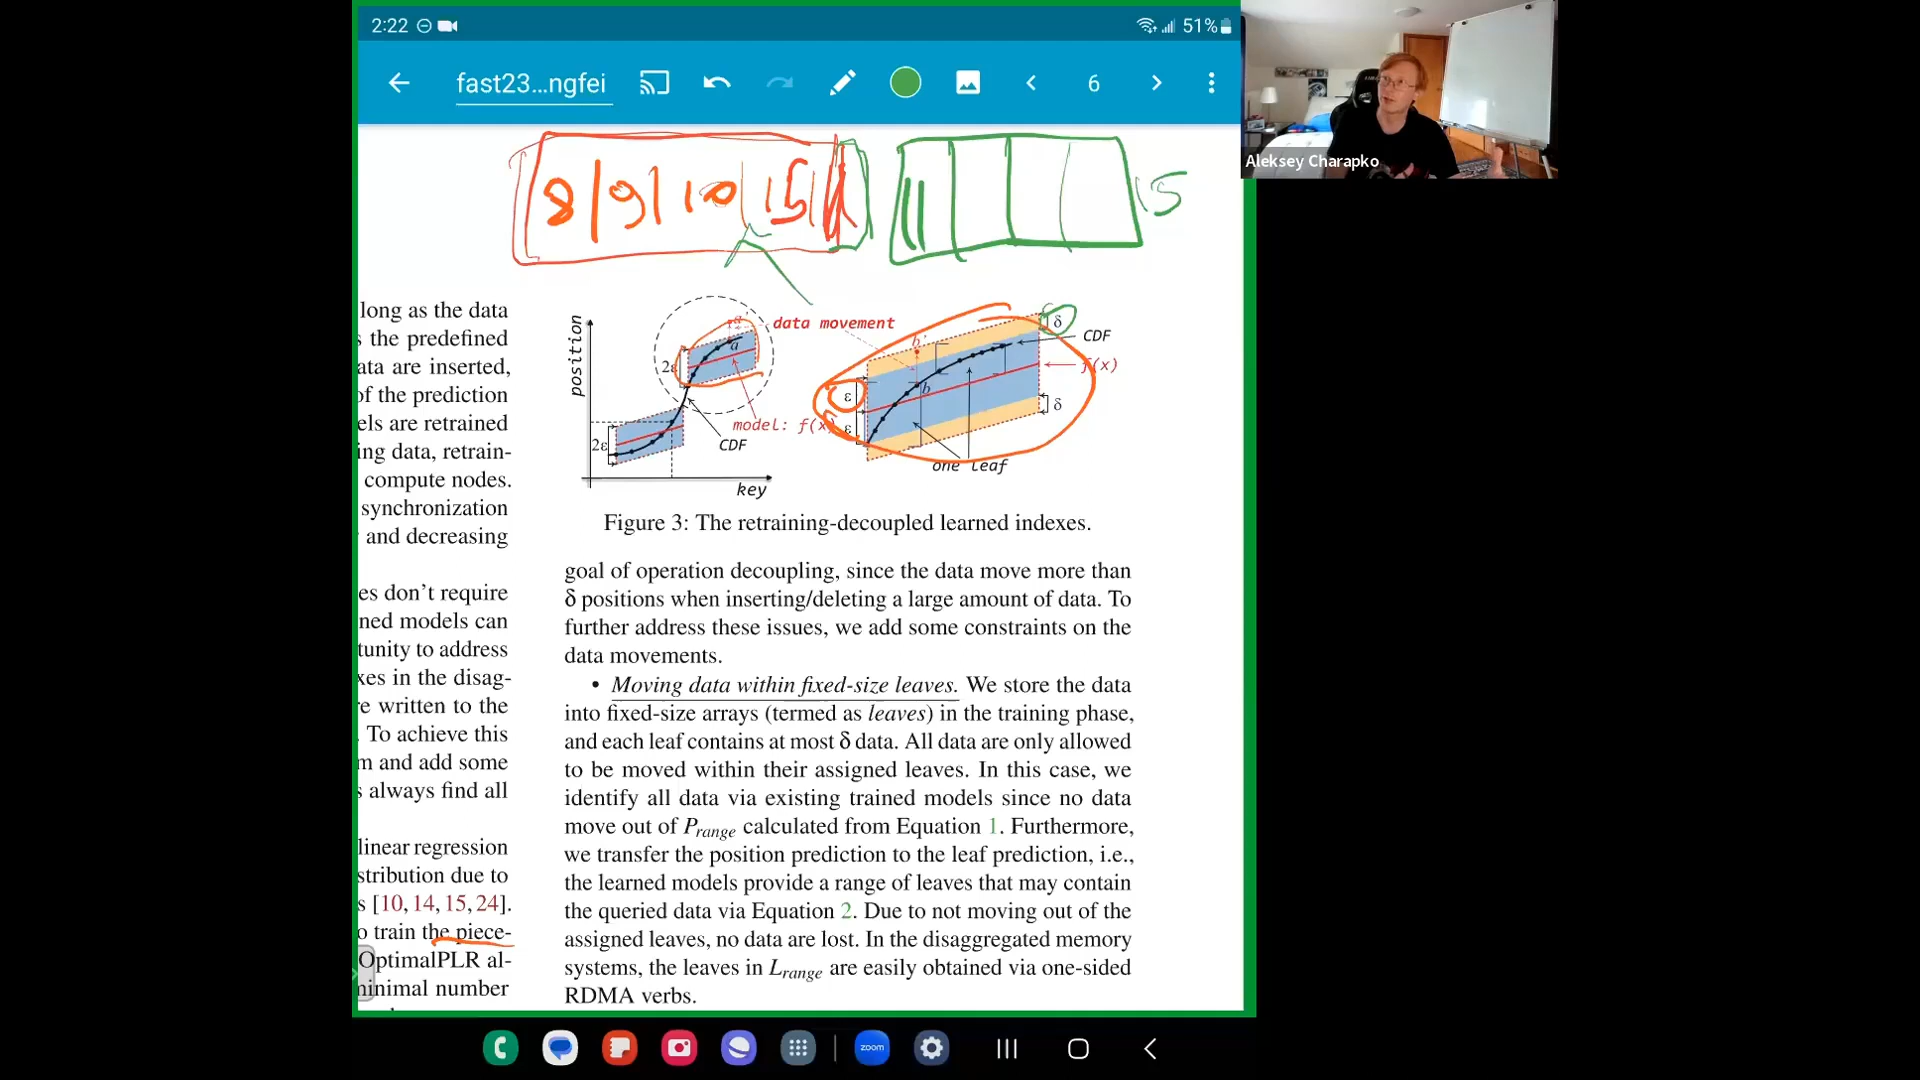 2:22
51%
fast23...ngfei
6
Aleksey Charapko
8 9 10 15
11
15
long as the data
s the predefined
ata are inserted,
of the prediction
els are retrained
ing data, retrain-
compute nodes.
synchronization
and decreasing
es don't require
ned models can
tunity to address
xes in the disag-
re written to the
. To achieve this
m and add some
s always find all
linear regression
stribution due to
s [10, 14, 15, 24].
o train the piece-
OptimalPLR al-
minimal number
position
2ε
a'
a
2ε
model: f(x)
CDF
key
data movement
b'
b
ε
ε
δ
CDF
f(x)
δ
one leaf
Figure 3: The retraining-decoupled learned indexes.
goal of operation decoupling, since the data move more than
δ positions when inserting/deleting a large amount of data. To
further address these issues, we add some constraints on the
data movements.
• Moving data within fixed-size leaves. We store the data
into fixed-size arrays (termed as leaves) in the training phase,
and each leaf contains at most δ data. All data are only allowed
to be moved within their assigned leaves. In this case, we
identify all data via existing trained models since no data
move out of Prange calculated from Equation 1. Furthermore,
we transfer the position prediction to the leaf prediction, i.e.,
the learned models provide a range of leaves that may contain
the queried data via Equation 2. Due to not moving out of the
assigned leaves, no data are lost. In the disaggregated memory
systems, the leaves in Lrange are easily obtained via one-sided
RDMA verbs.
zoom